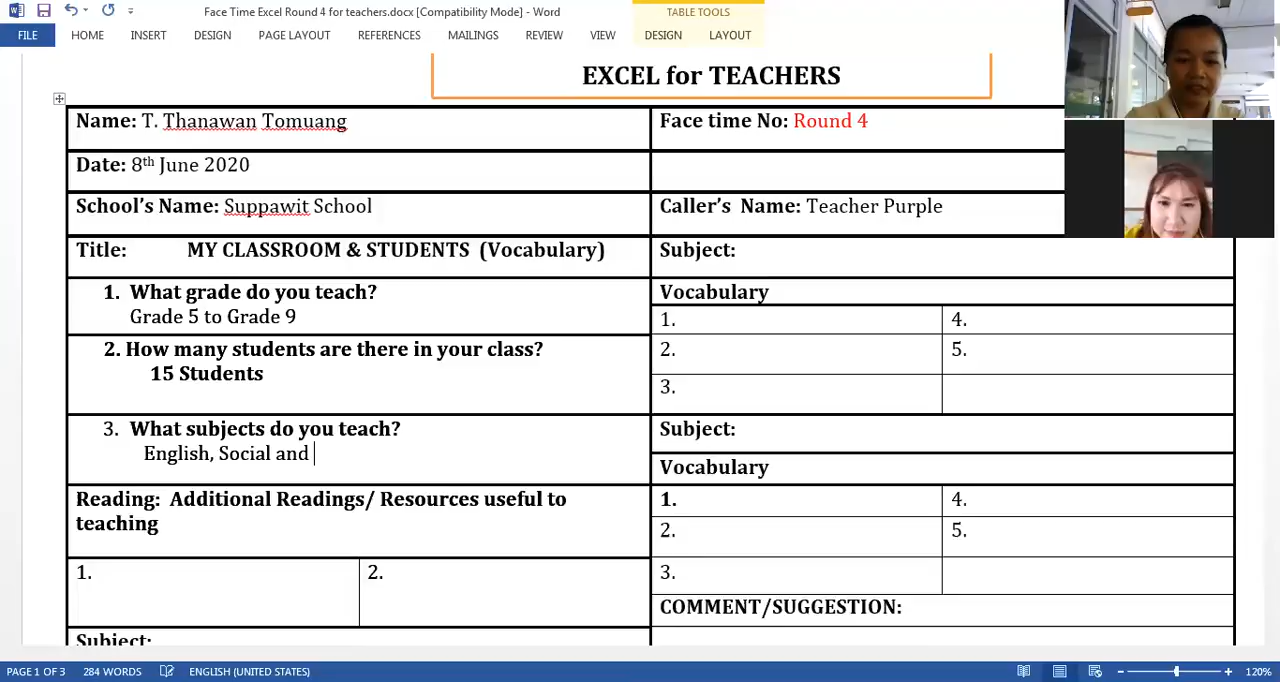 Face Time Excel Round 4 for teachers.docx [Compatibility Mode] - Word
TABLE TOOLS
FILE HOME INSERT DESIGN PAGE LAYOUT REFERENCES MAILINGS REVIEW VIEW DESIGN LAYOUT
EXCEL for TEACHERS
Name: T. Thanawan Tomuang
Face time No: Round 4
Date: 8th June 2020
School's Name: Suppawit School
Caller's Name: Teacher Purple
Title: MY CLASSROOM & STUDENTS (Vocabulary)
Subject:
1. What grade do you teach?
Grade 5 to Grade 9
Vocabulary
1. 4.
2. How many students are there in your class?
15 Students
2. 5.
3.
3. What subjects do you teach?
English, Social and
Subject:
Vocabulary
Reading: Additional Readings/ Resources useful to
teaching
1. 4.
2. 5.
1. 2.
3.
COMMENT/SUGGESTION:
Subject:
PAGE 1 OF 3 284 WORDS ENGLISH (UNITED STATES) 120%